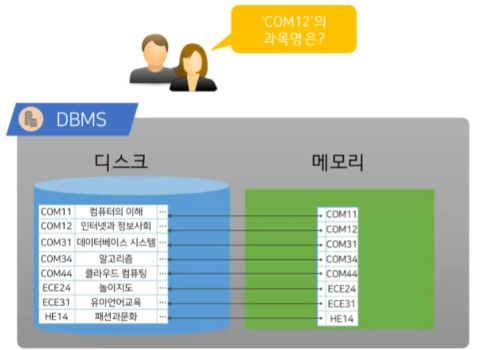 'COM12'의
과목명은?
DBMS
디스크
메모리
COM11 컴퓨터의 이해 ...
COM12 인터넷과 정보사회 ...
COM31 데이터베이스 시스템 ...
COM34 알고리즘 ...
COM44 클라우드 컴퓨팅 ...
ECE24 놀이지도 ...
ECE31 유아언어교육 ...
HE14 패션과문화 ...
COM11
COM12
COM31
COM34
COM44
ECE24
ECE31
HE14